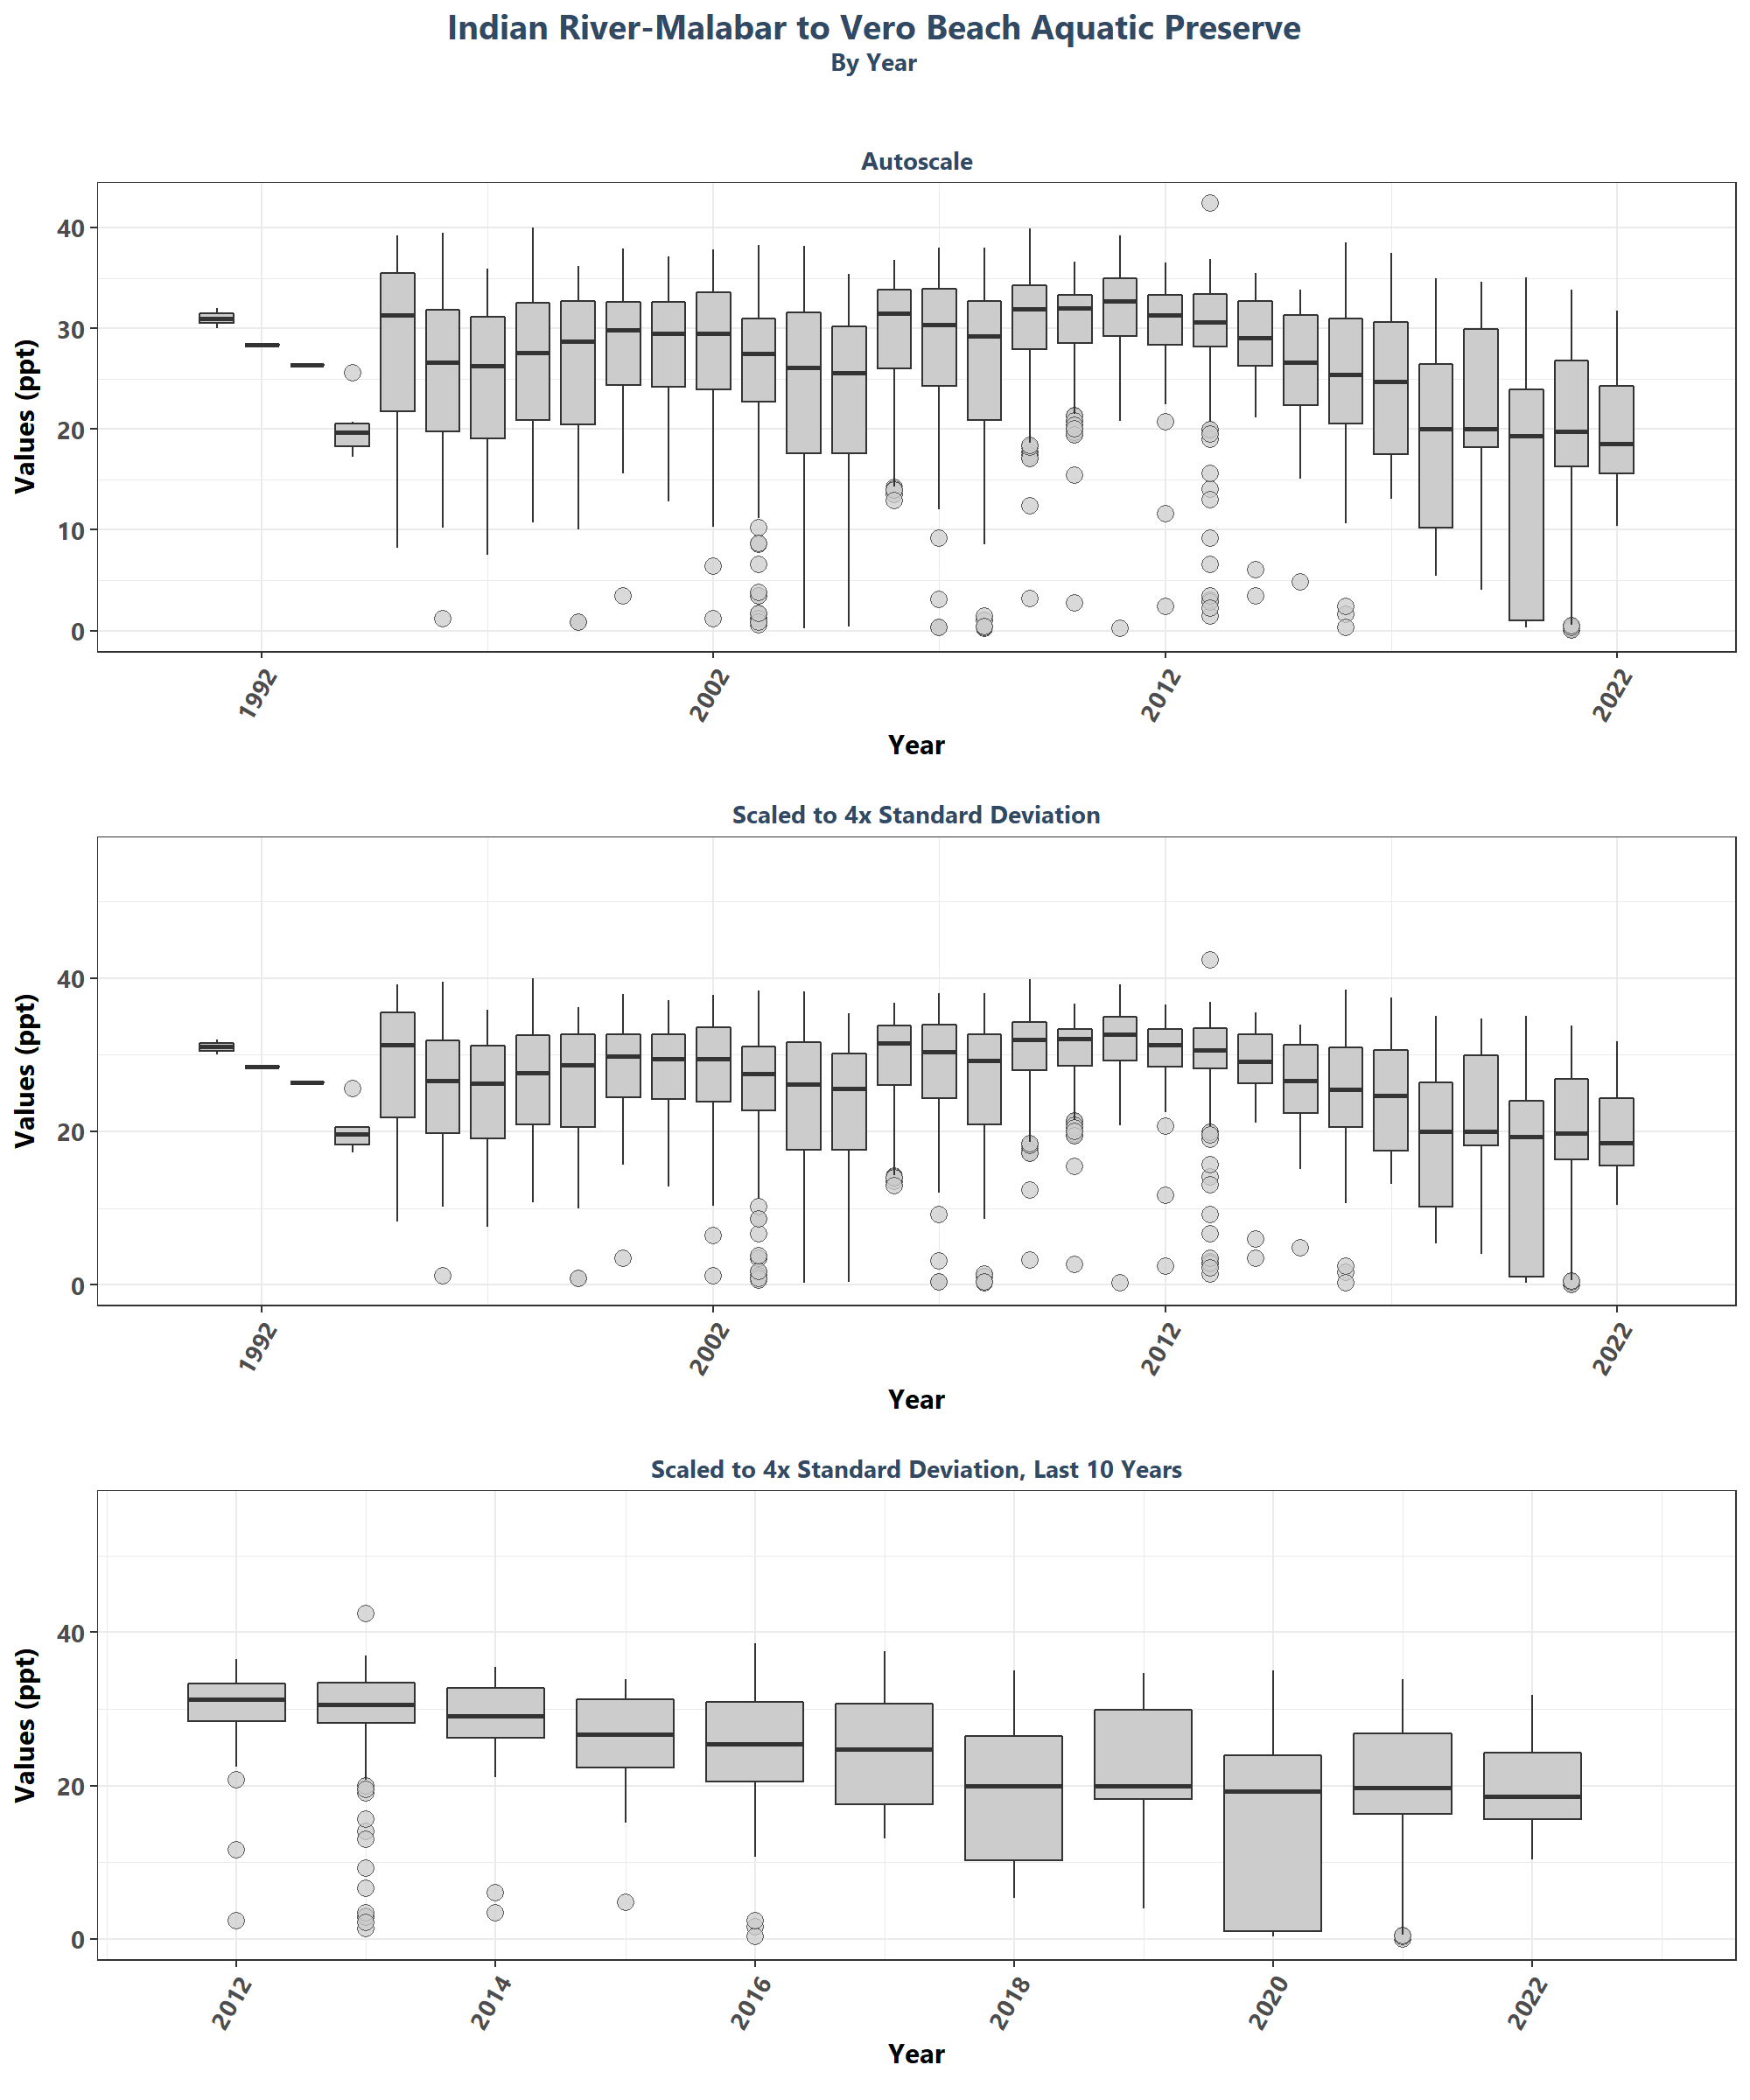 Indian River-Malabar to Vero Beach Aquatic Preserve
By Year
Autoscale
Values (ppt)
40
30
20
10
0
1992
2002
2012
2022
Year
Scaled to 4x Standard Deviation
Values (ppt)
40
20
0
1992
2002
2012
2022
Year
Scaled to 4x Standard Deviation, Last 10 Years
Values (ppt)
40
20
0
2012
2014
2016
2018
2020
2022
Year